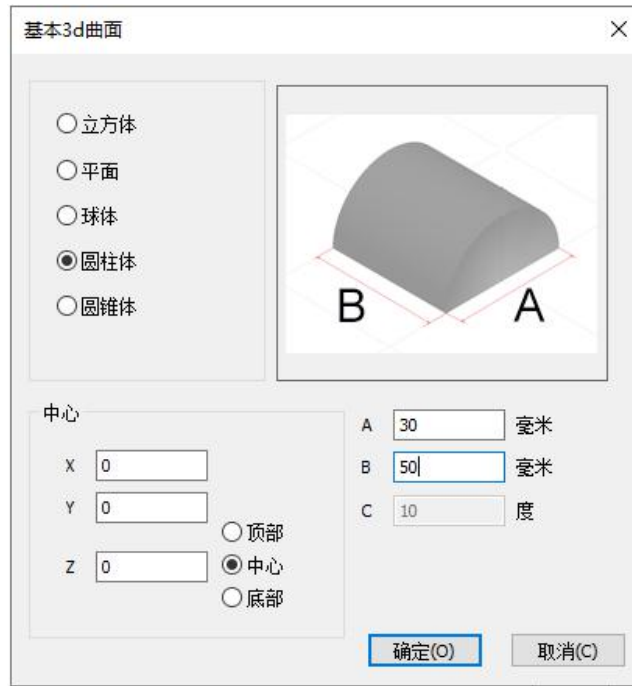 基本3d曲面
立方体
平面
球体
圆柱体
圆锥体
B
A
中心
X 0
Y 0
Z 0
顶部
中心
底部
A 30 毫米
B 50 毫米
C 10 度
确定(O)
取消(C)